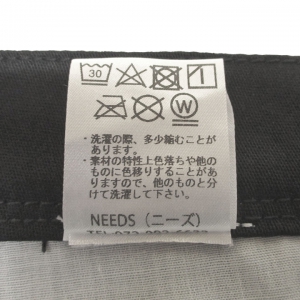 30
W
・洗濯の際、多少縮むことが
あります。
・素材の特性上色落ちや他の
ものに色移りすることがあり
ますので、他のものと分け
て洗濯して下さい。
NEEDS（ニーズ）